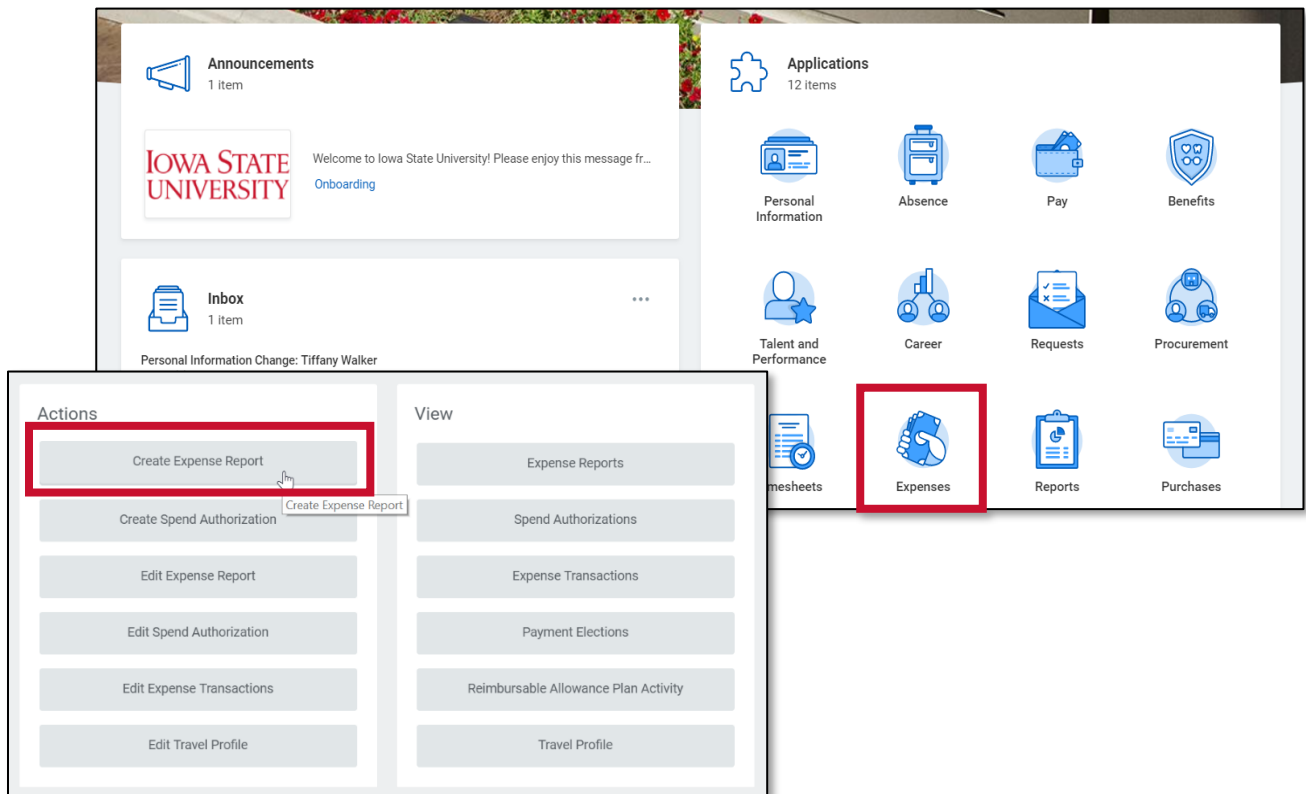 Announcements
1 item
IOWA STATE
UNIVERSITY
Welcome to Iowa State University! Please enjoy this message fr...
Onboarding
Inbox
1 item
Personal Information Change: Tiffany Walker
Applications
12 items
Personal
Information
Absence
Pay
Benefits
Talent and
Performance
Career
Requests
Procurement
mesheets
Expenses
Reports
Purchases
Actions
Create Expense Report
Create Expense Report
Create Spend Authorization
Edit Expense Report
Edit Spend Authorization
Edit Expense Transactions
Edit Travel Profile
View
Expense Reports
Spend Authorizations
Expense Transactions
Payment Elections
Reimbursable Allowance Plan Activity
Travel Profile